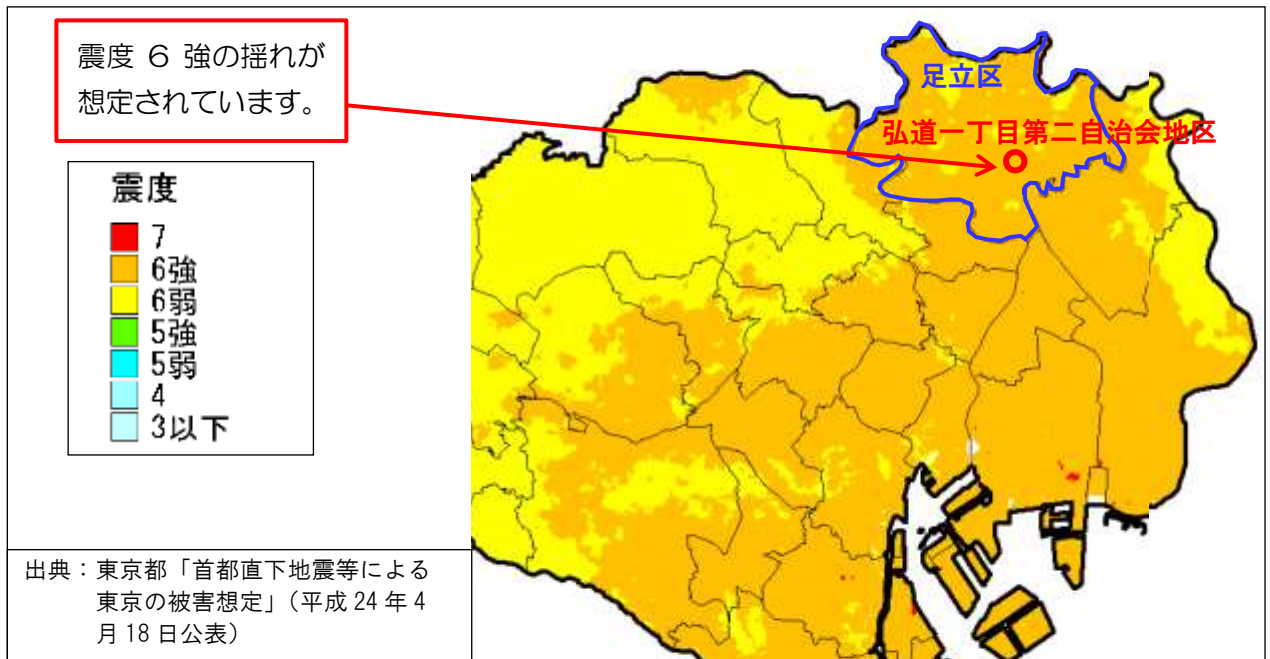 震度 6 強の揺れが
想定されています。
足立区
弘道一丁目第二自治会地区
震度
7
6強
6弱
5強
5弱
4
3以下
出典：東京都「首都直下地震等による
東京の被害想定」（平成 24 年 4
月 18 日公表）